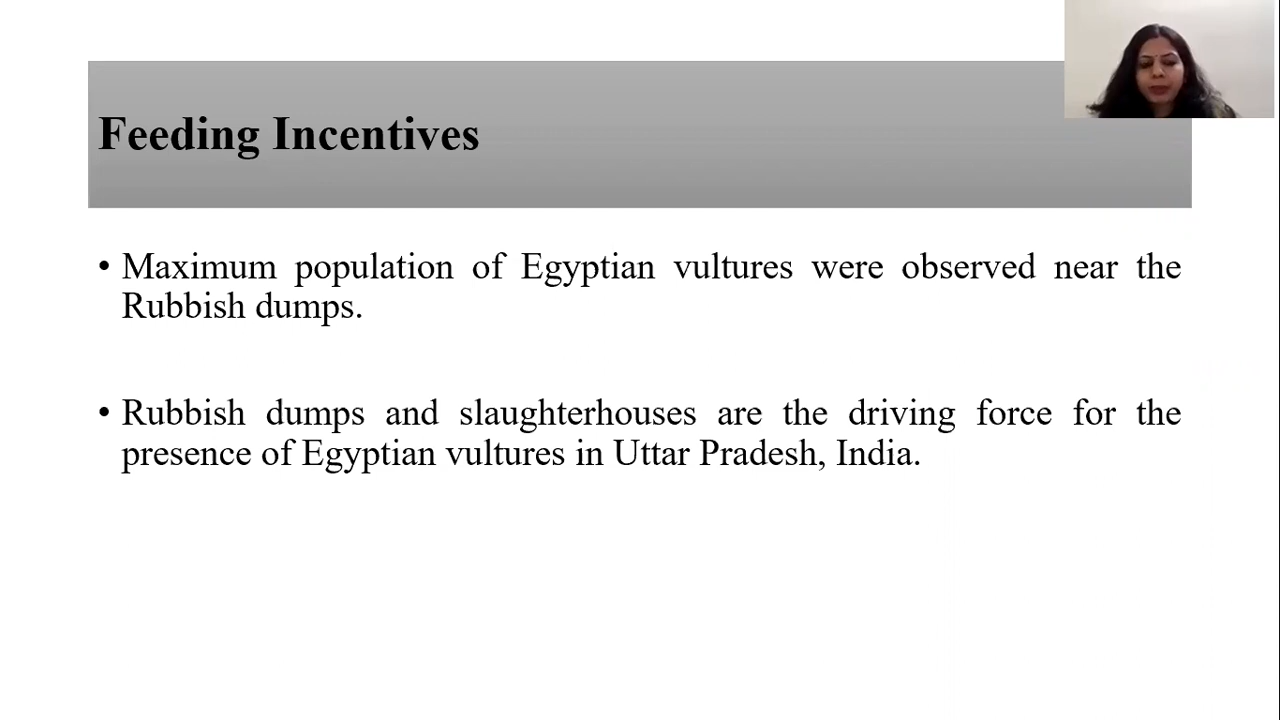 Feeding Incentives
• Maximum population of Egyptian vultures were observed near the
Rubbish dumps.
• Rubbish dumps and slaughterhouses are the driving force for the
presence of Egyptian vultures in Uttar Pradesh, India.